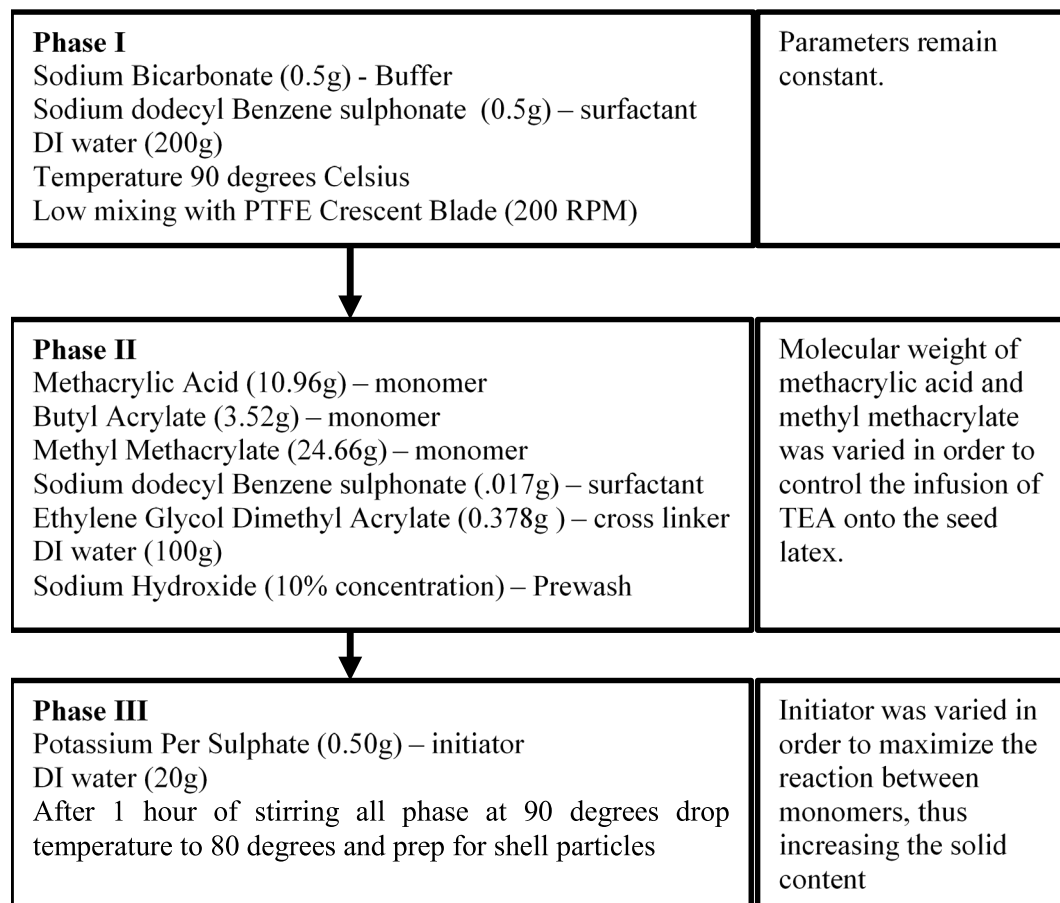 Phase I
Sodium Bicarbonate (0.5g) - Buffer
Sodium dodecyl Benzene sulphonate  (0.5g) – surfactant
DI water (200g)
Temperature 90 degrees Celsius
Low mixing with PTFE Crescent Blade (200 RPM)
Parameters remain
constant.
Phase II
Methacrylic Acid (10.96g) – monomer
Butyl Acrylate (3.52g) – monomer
Methyl Methacrylate (24.66g) – monomer
Sodium dodecyl Benzene sulphonate (.017g) – surfactant
Ethylene Glycol Dimethyl Acrylate (0.378g ) – cross linker
DI water (100g)
Sodium Hydroxide (10% concentration) – Prewash
Molecular weight of
methacrylic acid and
methyl methacrylate
was varied in order to
control the infusion of
TEA onto the seed
latex.
Phase III
Potassium Per Sulphate (0.50g) – initiator
DI water (20g)
After 1 hour of stirring all phase at 90 degrees drop
temperature to 80 degrees and prep for shell particles
Initiator was varied in
order to maximize the
reaction between
monomers, thus
increasing the solid
content